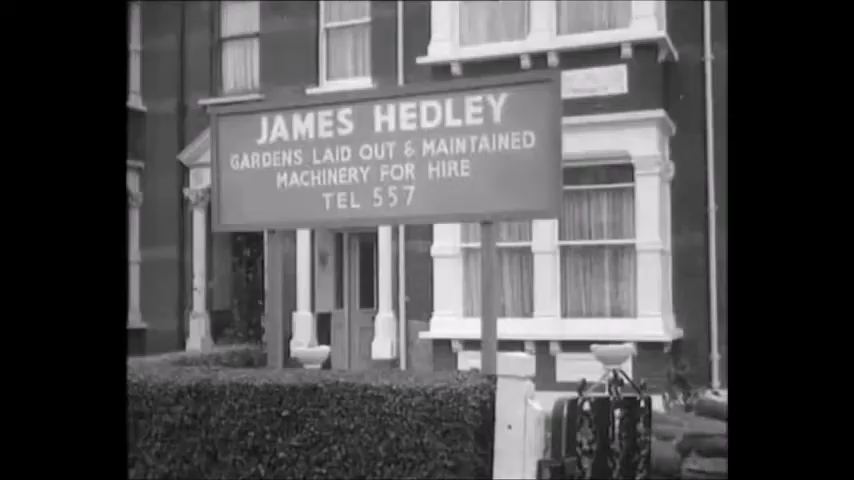 JAMES HEDLEY
GARDENS LAID OUT & MAINTAINED
MACHINERY FOR HIRE
TEL 557